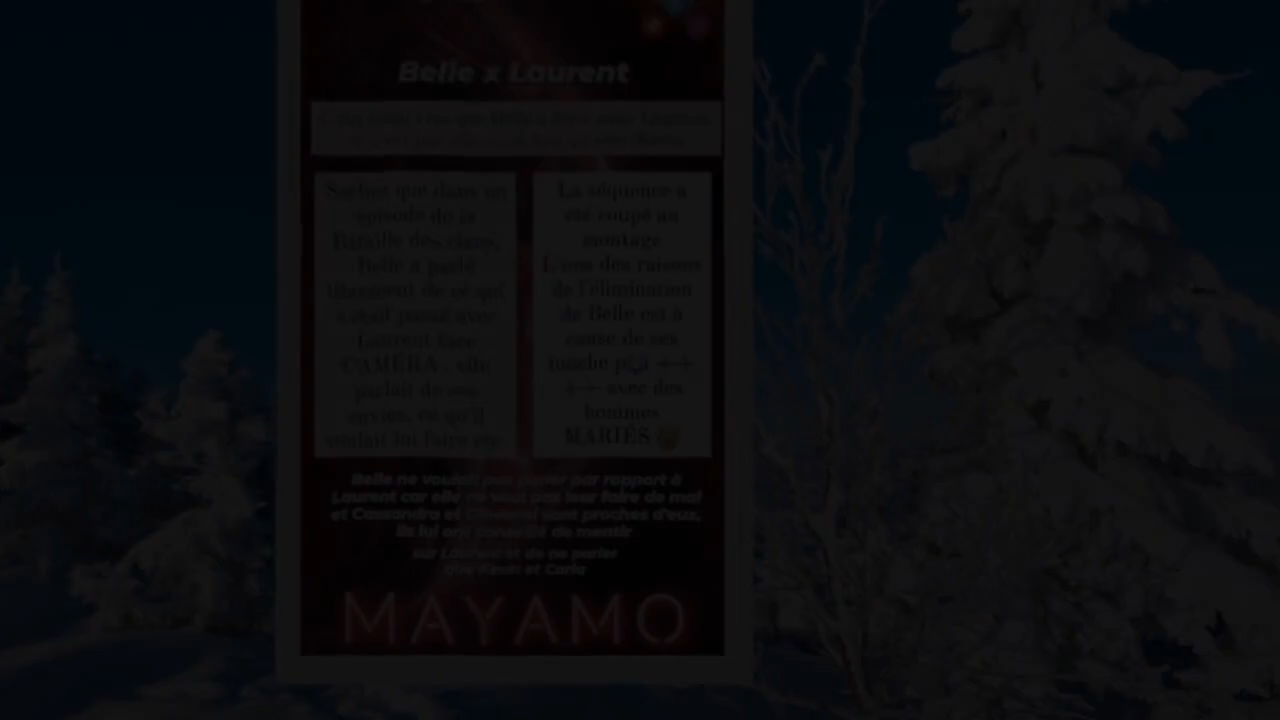 Belle x Laurent
que Belle
Sachez que dans un
épisode de la
Bataille des clans,
Belle a parlé
de ce qui
passé avec
Laurent face
CAMÉRA , elle
parlait de ses
envies, ce qu'il
voulait lui faire etc
La séquence a
été coupé au
montage
L'une des raisons
de l'élimination
de Belle est à
cause de ses
++
++ avec des
hommes
MARIÉS
Belle ne voulait pas parler par rapport à
Laurent car elle ne veut pas leur faire de mal
et Cassandra et sont proches d'eux,
ils lui ont conseillé de mentir
sur Laurent et de ne parler
que Kevin et Carla
MAYAMO